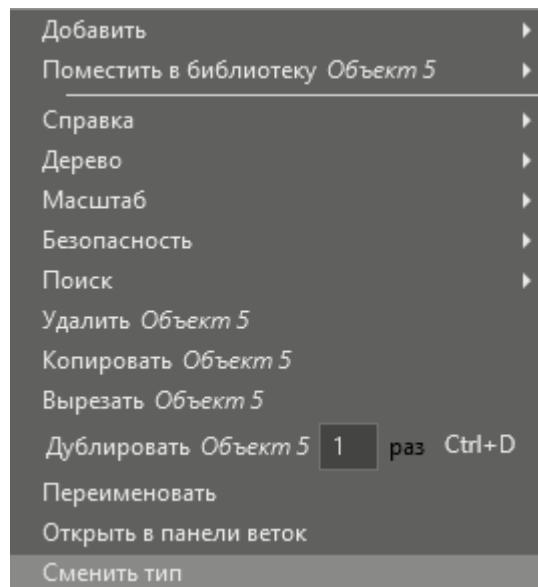 Добавить
Поместить в библиотеку Объект 5
Справка
Дерево
Масштаб
Безопасность
Поиск
Удалить Объект 5
Копировать Объект 5
Вырезать Объект 5
Дублировать Объект 5 1 раз Ctrl+D
Переименовать
Открыть в панели веток
Сменить тип